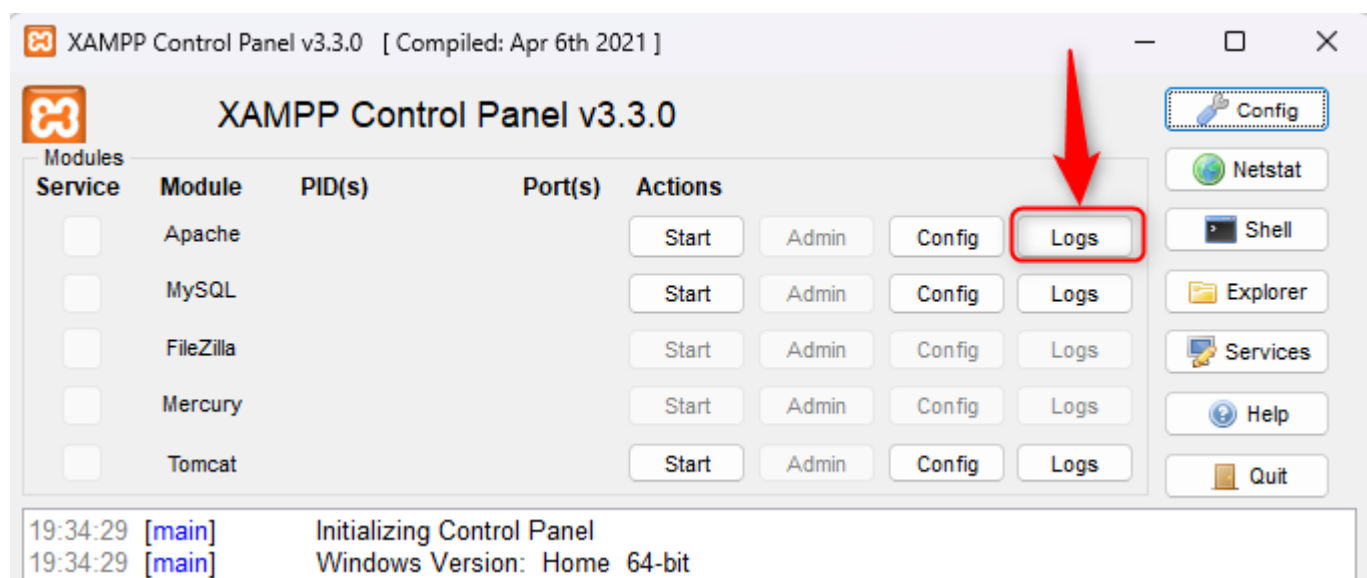 XAMPP Control Panel v3.3.0 [ Compiled: Apr 6th 2021 ]
XAMPP Control Panel v3.3.0
Config
Modules
Netstat
Service Module PID(s) Port(s) Actions
Apache Start Admin Config Logs
Shell
MySQL Start Admin Config Logs
Explorer
FileZilla Start Admin Config Logs
Services
Mercury Start Admin Config Logs
Help
Tomcat Start Admin Config Logs
Quit
19:34:29 [main] Initializing Control Panel
19:34:29 [main] Windows Version: Home 64-bit